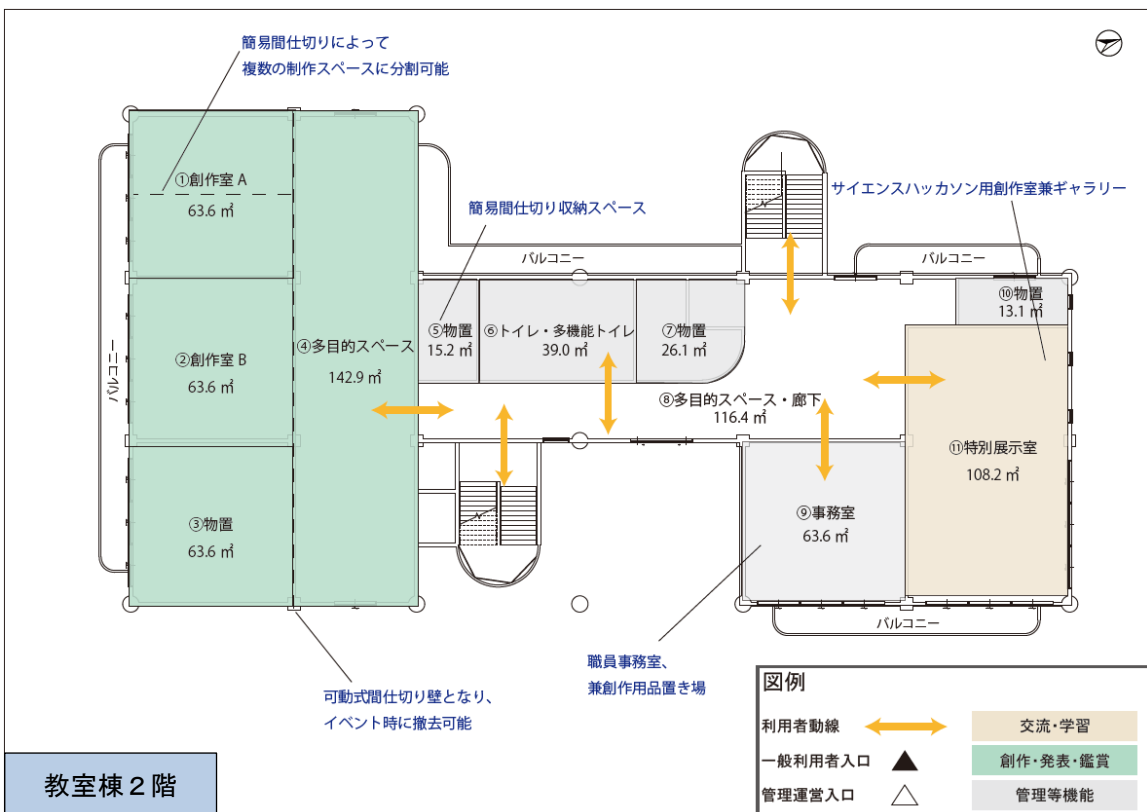 簡易間仕切りによって
複数の制作スペースに分割可能
①創作室 A
63.6 ㎡
簡易間仕切り収納スペース
サイエンスハッカソン用創作室兼ギャラリー
バルコニー
バルコニー
⑩物置
13.1 ㎡
⑤物置
15.2 ㎡
⑥トイレ・多機能トイレ
39.0 ㎡
⑦物置
26.1 ㎡
④多目的スペース
142.9 ㎡
②創作室 B
63.6 ㎡
バルコニー
⑧多目的スペース・廊下
116.4 ㎡
⑪特別展示室
108.2 ㎡
③物置
63.6 ㎡
⑨事務室
63.6 ㎡
バルコニー
職員事務室、
兼創作用品置き場
可動式間仕切り壁となり、
イベント時に撤去可能
図例
利用者動線
交流・学習
一般利用者入口
創作・発表・鑑賞
管理運営入口
管理等機能
教室棟２階